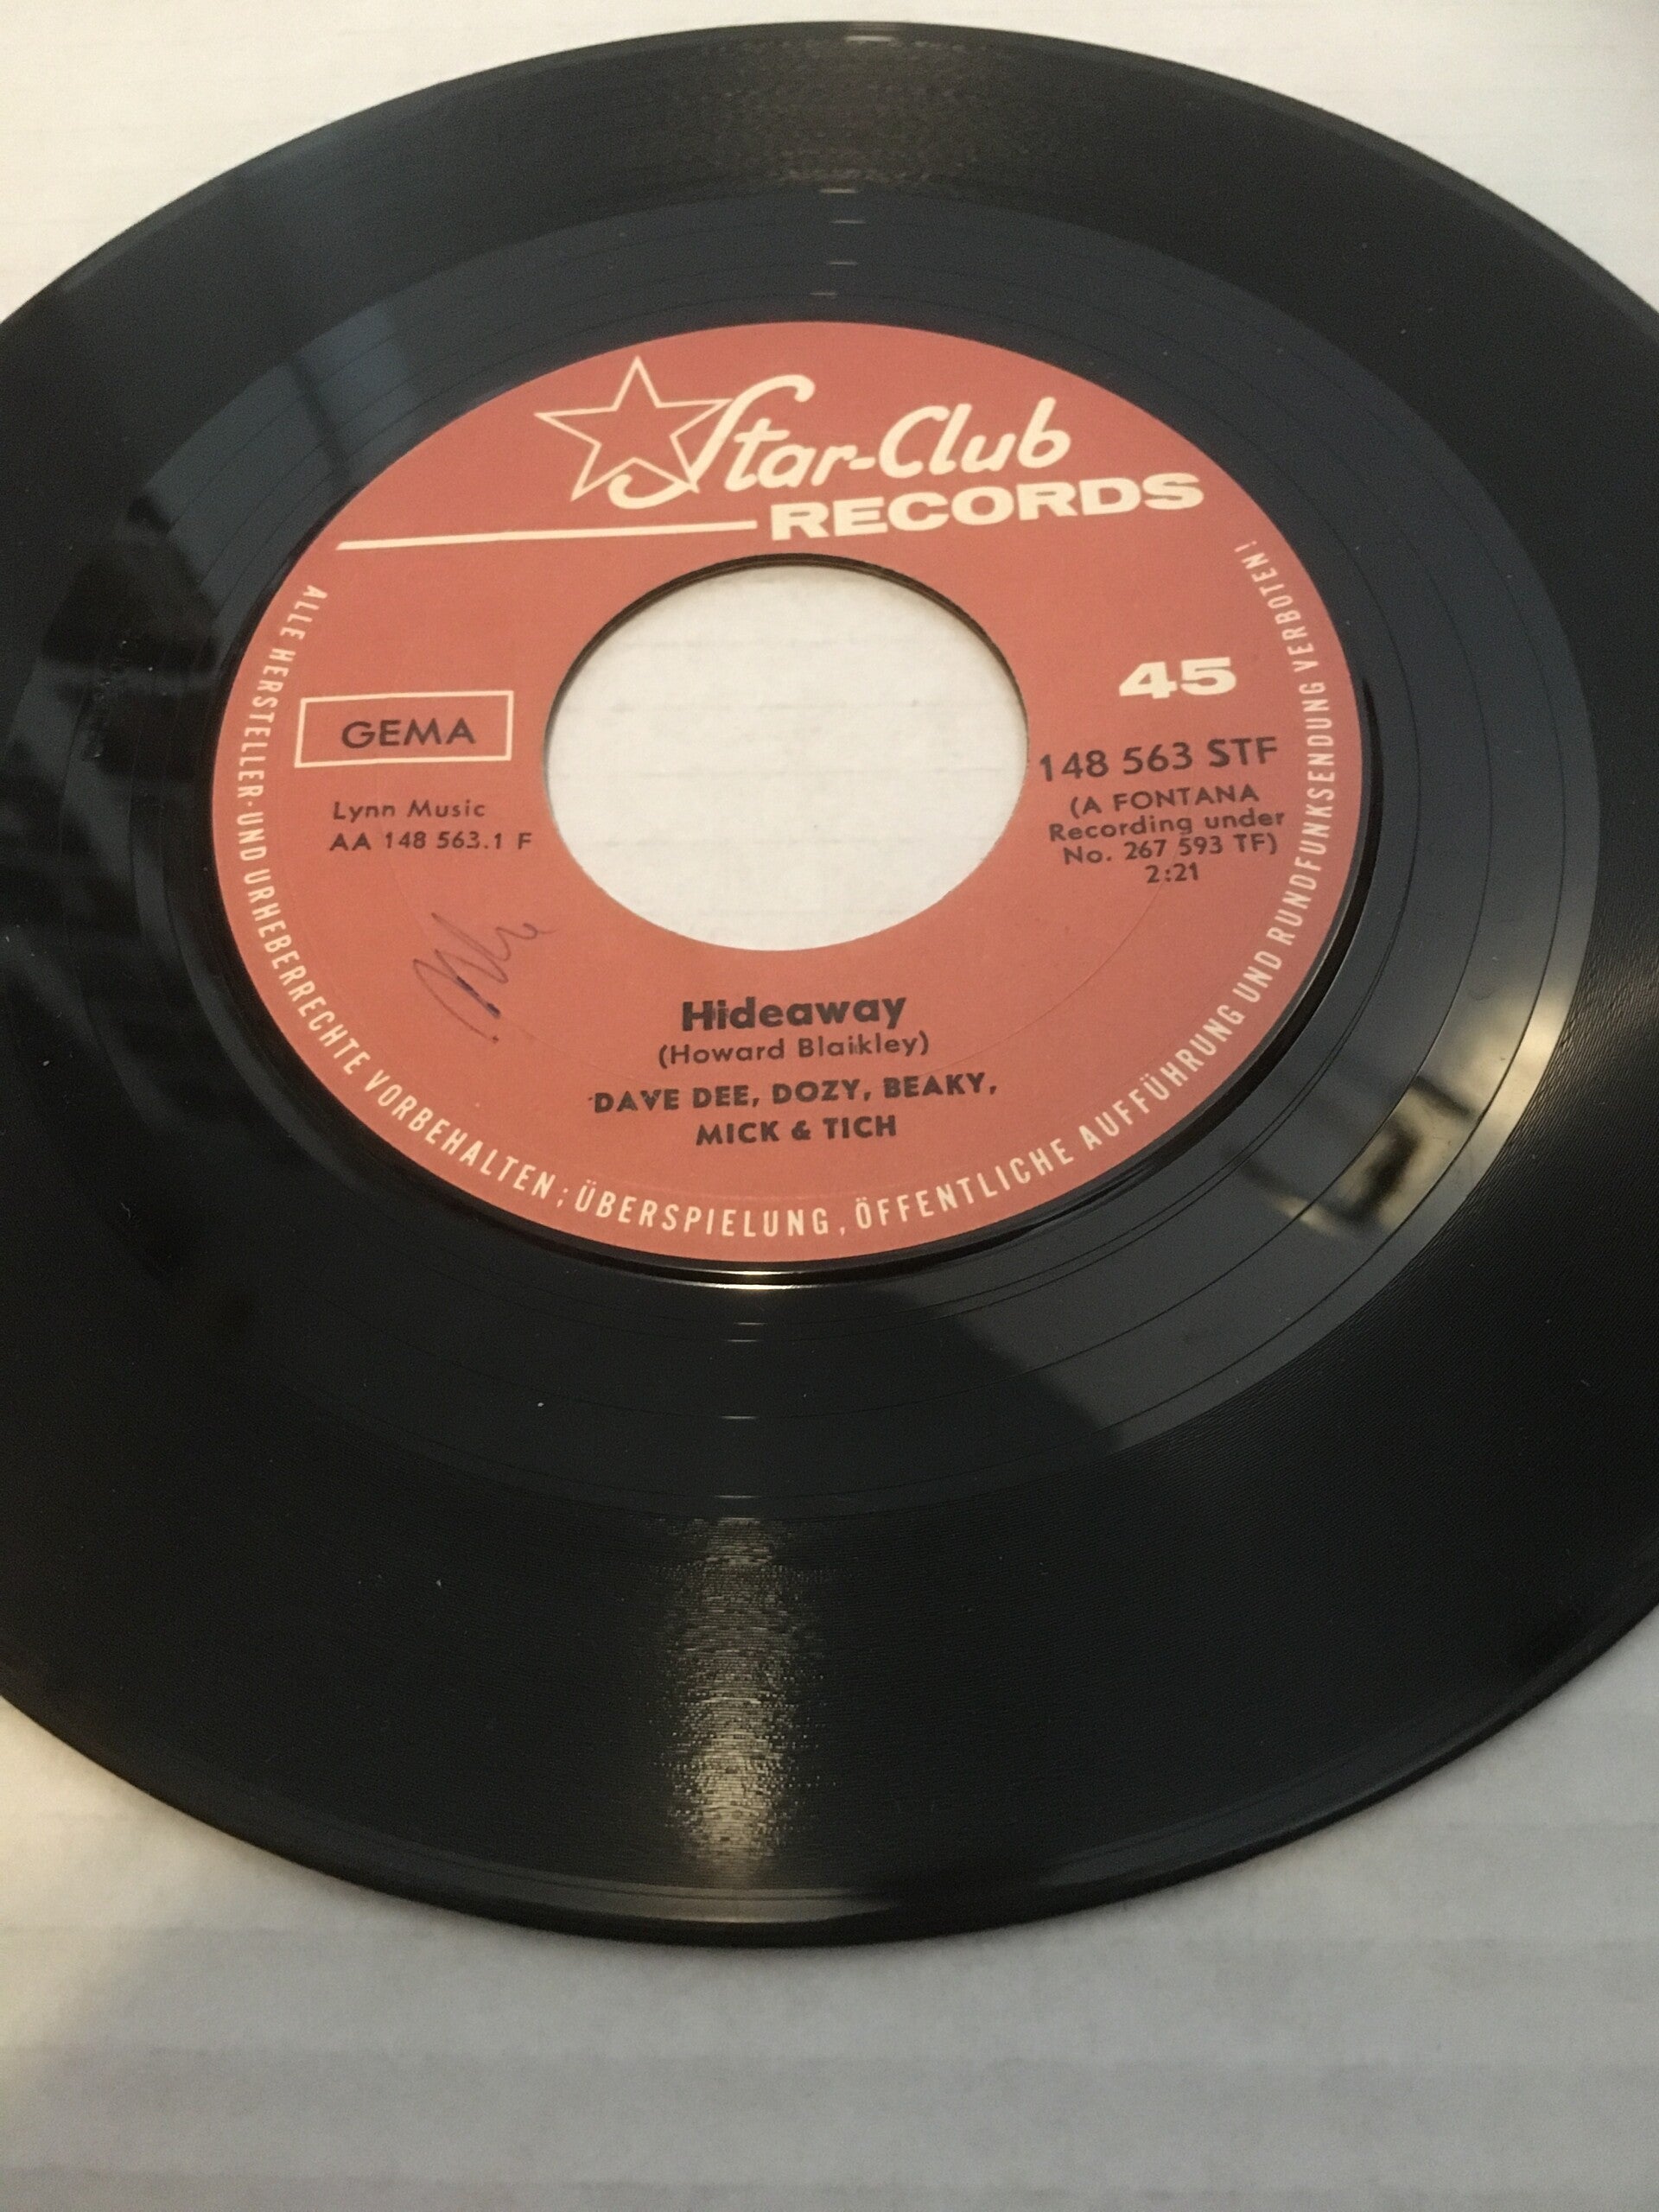 Star-Club
RECORDS
45
GEMA
148 563 STF
Lynn Music
AA 148 563.1 F
(A FONTANA
Recording under
No. 267 593 TF)
2:21
Hideaway
(Howard Blaikley)
DAVE DEE, DOZY, BEAKY,
MICK & TICH
ALLE HERSTELLER- UND URHEBERRECHTE VORBEHALTEN; ÜBERSPIELUNG, ÖFFENTLICHE AUFFÜHRUNG UND RUNDFUNKSENDUNG VERBOTEN!